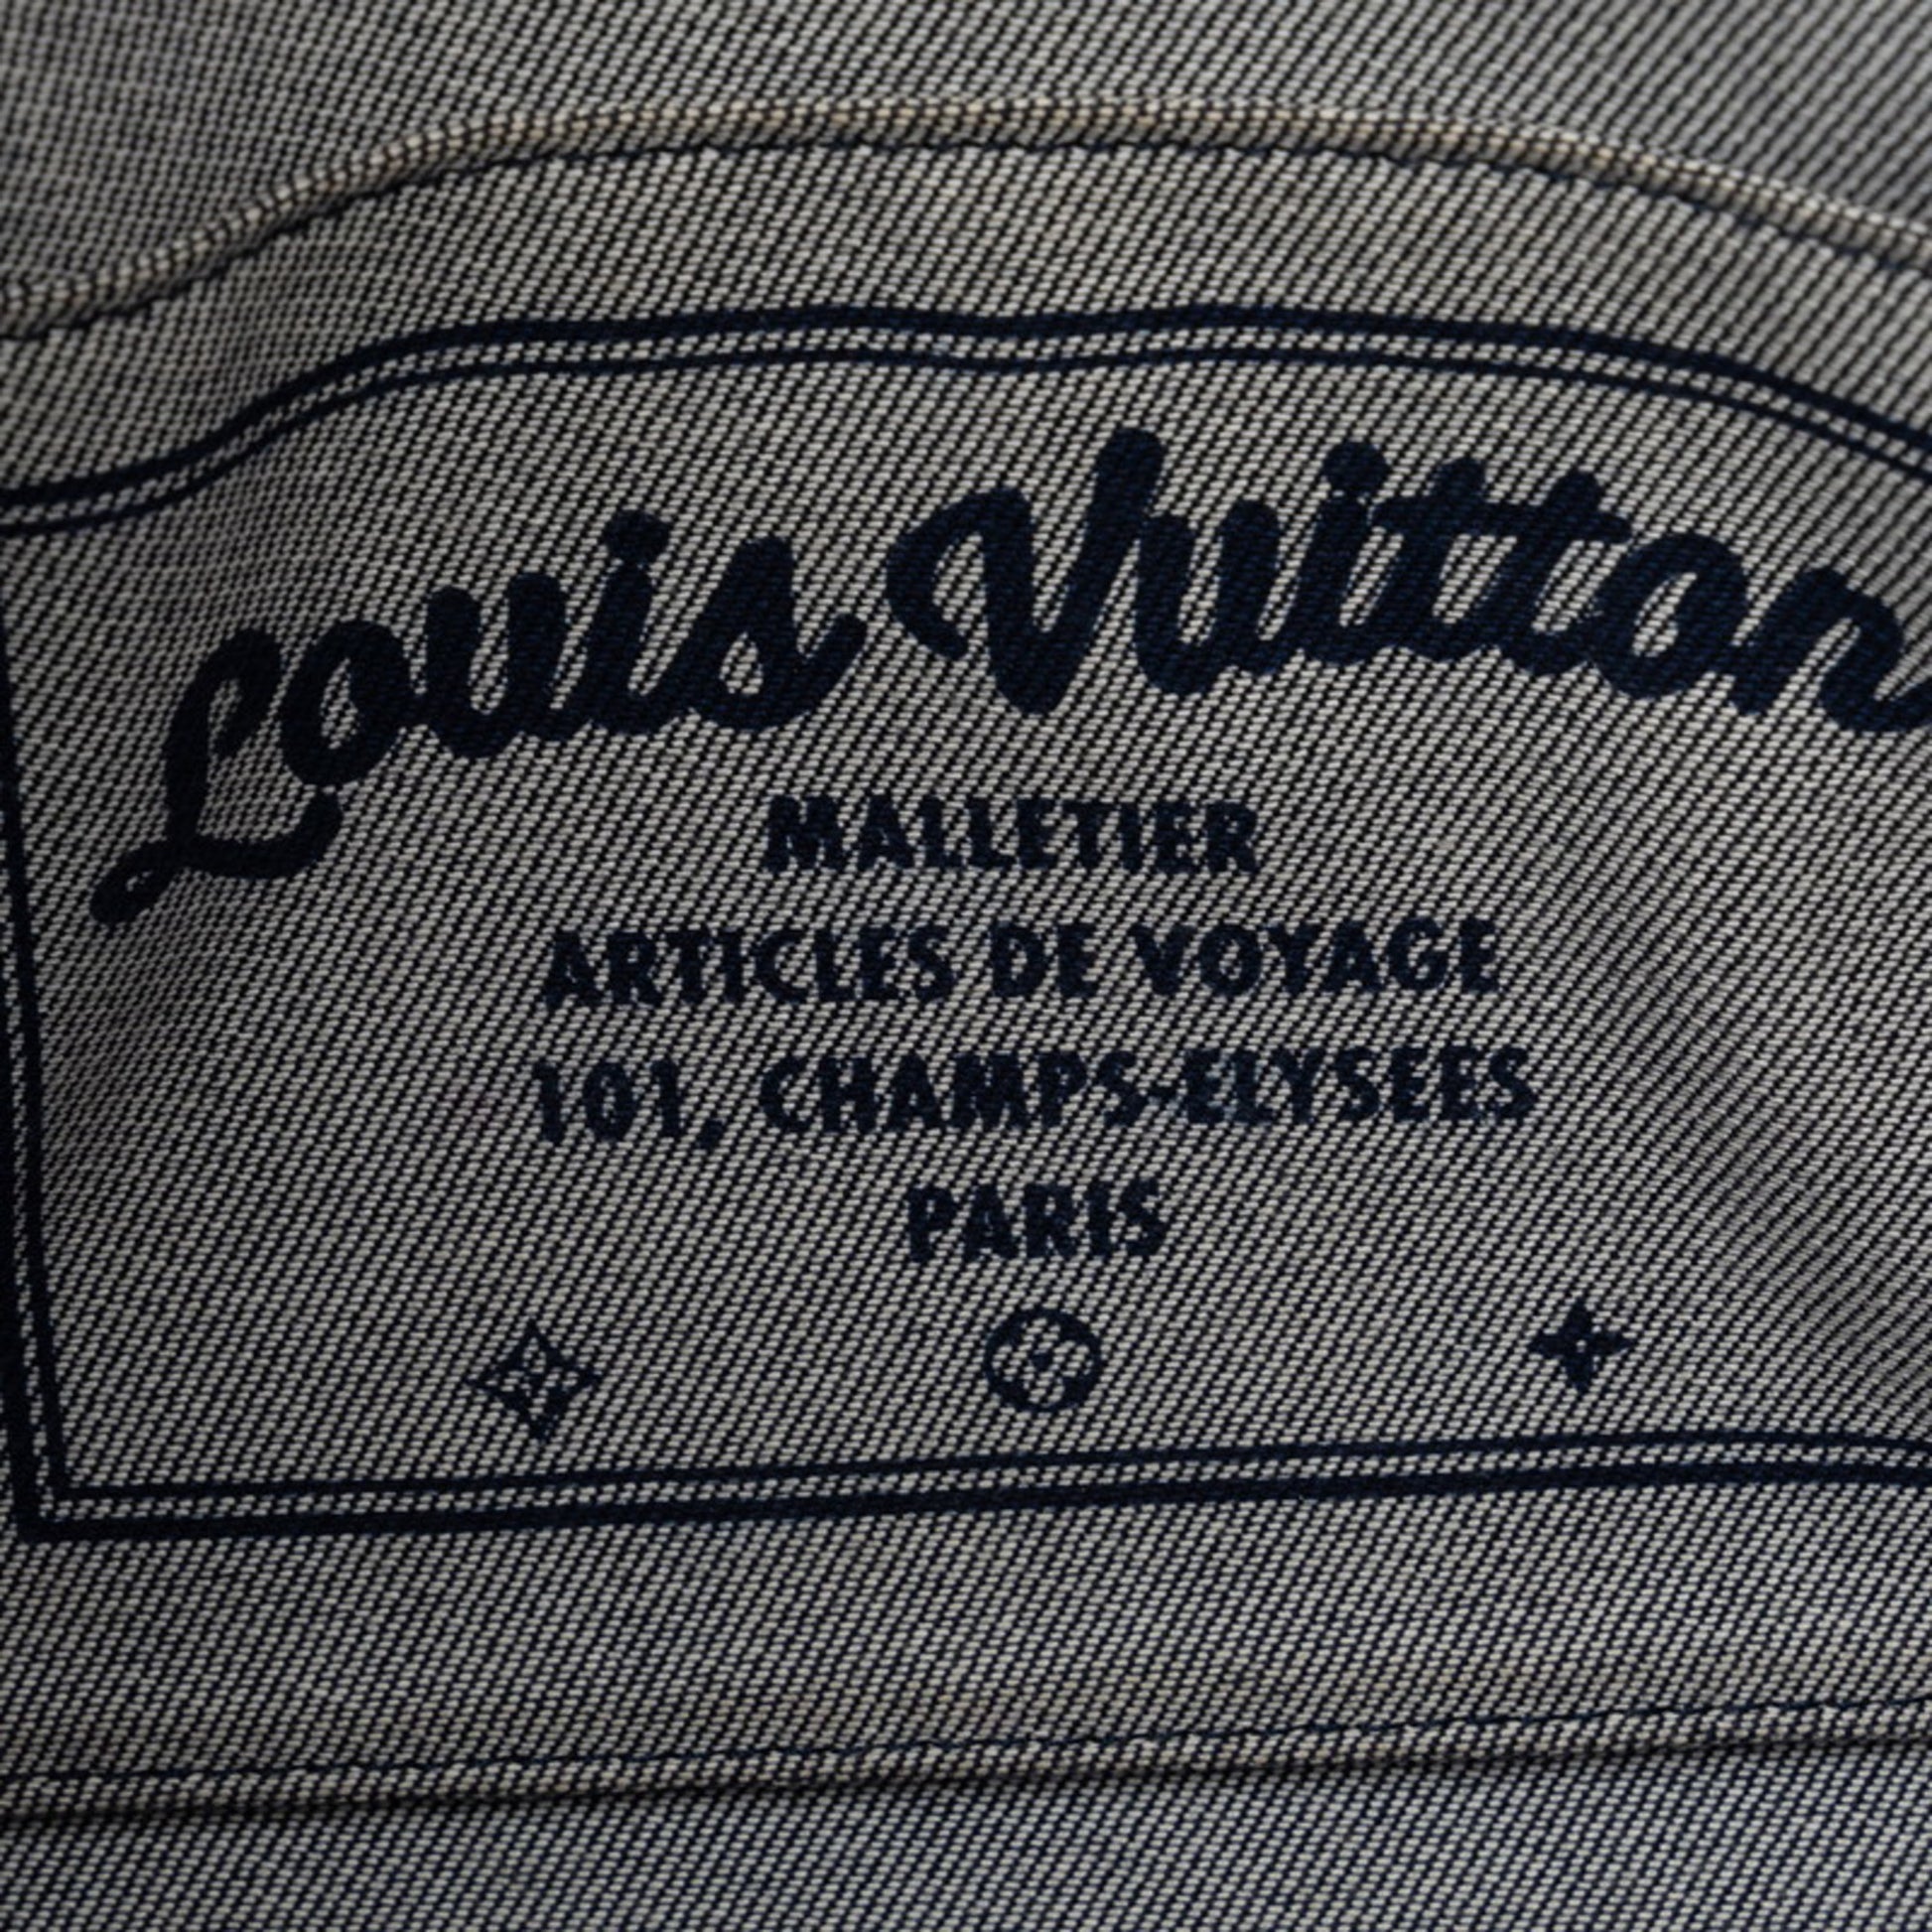 Louis Vuitton
MALLETIER
ARTICLES DE VOYAGE
101, CHAMPS-ELYSEES
PARIS